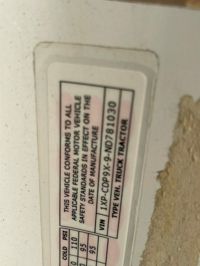 THIS VEHICLE CONFORMS TO ALL
APPLICABLE FEDERAL MOTOR VEHICLE
SAFETY STANDARDS IN EFFECT ON THE
DATE OF MANUFACTURE
VIN 1XP-CDP9X-9-ND781030
TYPE VEH. TRUCK TRACTOR
COLD PSI
110
95
95